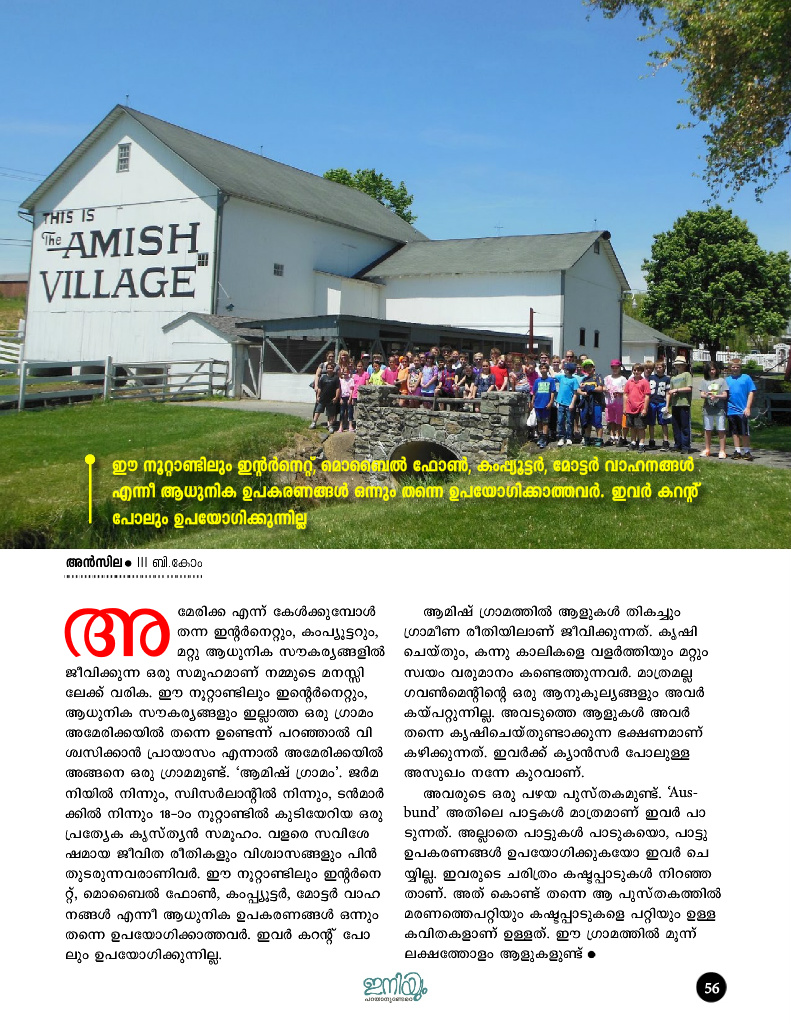 THIS IS
The AMISH
VILLAGE
ഈ നൂറ്റാണ്ടിലും ഇന്റർനെറ്റ്, മൊബൈൽ ഫോൺ, കംപ്യൂട്ടർ, മോട്ടർ വാഹനങ്ങൾ
എന്നീ ആധുനിക ഉപകരണങ്ങൾ ഒന്നും തന്നെ ഉപയോഗിക്കാത്തവർ. ഇവർ കറന്റ്
പോലും ഉപയോഗിക്കുന്നില്ല
അൻസില ● III ബി.കോം
അമേരിക്ക എന്ന് കേൾക്കുമ്പോൾ
തന്ന ഇന്റർനെറ്റും, കംപ്യൂട്ടറും,
മറ്റു ആധുനിക സൗകര്യങ്ങളിൽ
ജീവിക്കുന്ന ഒരു സമൂഹമാണ് നമ്മുടെ മനസ്സി
ലേക്ക് വരിക. ഈ നൂറ്റാണ്ടിലും ഇന്റെർനെറ്റും,
ആധുനിക സൗകര്യങ്ങളും ഇല്ലാത്ത ഒരു ഗ്രാമം
അമേരിക്കയിൽ തന്നെ ഉണ്ടെന്ന് പറഞ്ഞാൽ വി
ശ്വസിക്കാൻ പ്രായാസം എന്നാൽ അമേരിക്കയിൽ
അങ്ങനെ ഒരു ഗ്രാമമുണ്ട്. ‘ആമിഷ് ഗ്രാമം’. ജർമ
നിയിൽ നിന്നും, സ്വിസർലാന്റിൽ നിന്നും, ടൻമാർ
ക്കിൽ നിന്നും 18-ാം നൂറ്റാണ്ടിൽ കുടിയേറിയ ഒരു
പ്രത്യേക കൃസ്ത്യൻ സമൂഹം. വളരെ സവിശേ
ഷമായ ജീവിത രീതികളും വിശ്വാസങ്ങളും പിൻ
തുടരുന്നവരാണിവർ. ഈ നൂറ്റാണ്ടിലും ഇന്റർനെ
റ്റ്, മൊബൈൽ ഫോൺ, കംപ്പ്യൂട്ടർ, മോട്ടർ വാഹ
നങ്ങൾ എന്നീ ആധുനിക ഉപകരണങ്ങൾ ഒന്നും
തന്നെ ഉപയോഗിക്കാത്തവർ. ഇവർ കറന്റ് പോ
ലും ഉപയോഗിക്കുന്നില്ല.
ആമിഷ് ഗ്രാമത്തിൽ ആളുകൾ തികച്ചും
ഗ്രാമീണ രീതിയിലാണ് ജീവിക്കുന്നത്. കൃഷി
ചെയ്തും, കന്നു കാലികളെ വളർത്തിയും മറ്റും
സ്വയം വരുമാനം കണ്ടെത്തുന്നവർ. മാത്രമല്ല
ഗവൺമെന്റിന്റെ ഒരു ആനുകൂല്യങ്ങളും അവർ
കയ്പറ്റുന്നില്ല. അവടുത്തെ ആളുകൾ അവർ
തന്നെ കൃഷിചെയ്തുണ്ടാക്കുന്ന ഭക്ഷണമാണ്
കഴിക്കുന്നത്. ഇവർക്ക് ക്യാൻസർ പോലുള്ള
അസുഖം നന്നേ കുറവാണ്.
അവരുടെ ഒരു പഴയ പുസ്തകമുണ്ട്. ‘Aus-
bund’ അതിലെ പാട്ടകൾ മാത്രമാണ് ഇവർ പാ
ടുന്നത്. അല്ലാതെ പാട്ടുകൾ പാടുകയൊ, പാട്ടു
ഉപകരണങ്ങൾ ഉപയോഗിക്കുകയോ ഇവർ ചെ
യ്യില്ല. ഇവരുടെ ചരിത്രം കഷ്ടപ്പാടുകൾ നിറഞ്ഞ
താണ്. അത് കൊണ്ട് തന്നെ ആ പുസ്തകത്തിൽ
മരണത്തെപറ്റിയും കഷ്ടപ്പാടുകളെ പറ്റിയും ഉള്ള
കവിതകളാണ് ഉള്ളത്. ഈ ഗ്രാമത്തിൽ മൂന്ന്
ലക്ഷത്തോളം ആളുകളുണ്ട് ●
ഇനിയും
പറയാനുണ്ടേറെ
56